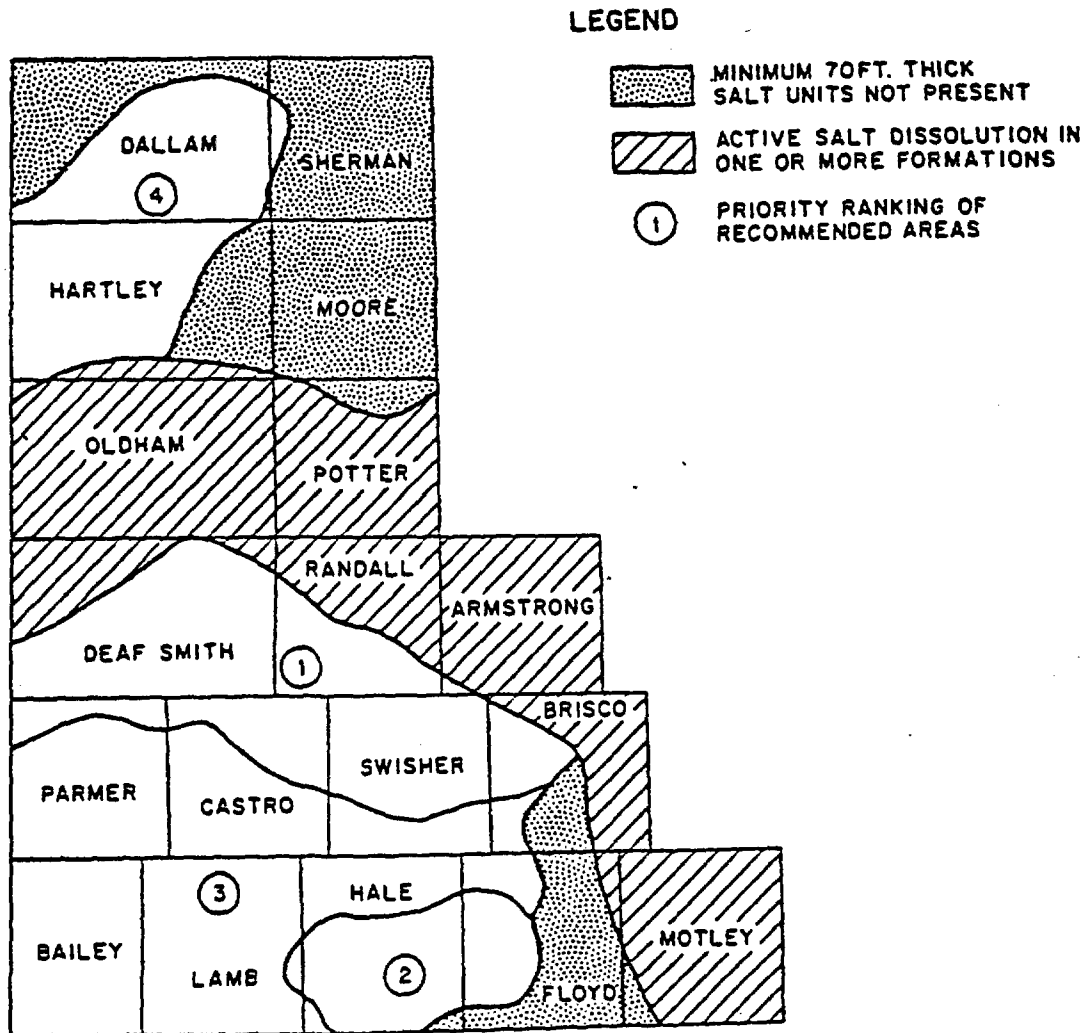 LEGEND
MINIMUM 70FT. THICK
SALT UNITS NOT PRESENT
ACTIVE SALT DISSOLUTION IN
ONE OR MORE FORMATIONS
1
PRIORITY RANKING OF
RECOMMENDED AREAS
DALLAM
SHERMAN
4
HARTLEY
MOORE
OLDHAM
POTTER
RANDALL
ARMSTRONG
DEAF SMITH
1
BRISCO
SWISHER
PARMER
CASTRO
3
HALE
BAILEY
LAMB
2
MOTLEY
FLOYD